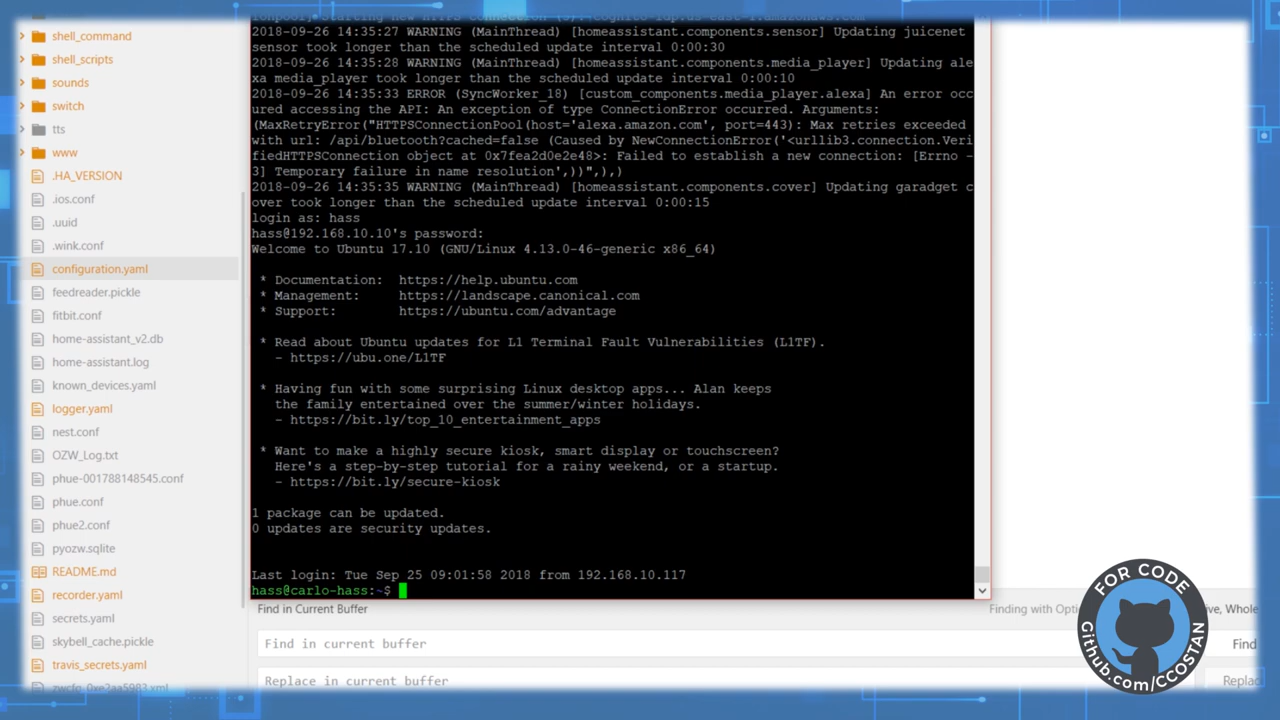 shell_command
shell_scripts
sounds
switch
tts
www
.HA_VERSION
.ios.conf
.uuid
.wink.conf
configuration.yaml
feedreader.pickle
fitbit.conf
home-assistant_v2.db
home-assistant.log
known_devices.yaml
logger.yaml
nest.conf
OZW_Log.txt
phue-001788148545.conf
phue.conf
phue2.conf
pyozw.sqlite
README.md
recorder.yaml
secrets.yaml
skybell_cache.pickle
travis_secrets.yaml
zwcfg_0xe2aa5983.xml
2018-09-26 14:35:27 WARNING (MainThread) [homeassistant.components.sensor] Updating juicenet
sensor took longer than the scheduled update interval 0:00:30
2018-09-26 14:35:28 WARNING (MainThread) [homeassistant.components.media_player] Updating ale
xa media_player took longer than the scheduled update interval 0:00:10
2018-09-26 14:35:33 ERROR (SyncWorker_18) [custom_components.media_player.alexa] An error occ
ured accessing the API: An exception of type ConnectionError occurred. Arguments:
(MaxRetryError("HTTPSConnectionPool(host='alexa.amazon.com', port=443): Max retries exceeded
with url: /api/bluetooth?cached=false (Caused by NewConnectionError('<urllib3.connection.Veri
fiedHTTPSConnection object at 0x7fea2d0e2e48>: Failed to establish a new connection: [Errno -
3] Temporary failure in name resolution',))",),)
2018-09-26 14:35:35 WARNING (MainThread) [homeassistant.components.cover] Updating garadget c
over took longer than the scheduled update interval 0:00:15
login as: hass
hass@192.168.10.10's password:
Welcome to Ubuntu 17.10 (GNU/Linux 4.13.0-46-generic x86_64)
* Documentation: https://help.ubuntu.com
* Management: https://landscape.canonical.com
* Support: https://ubuntu.com/advantage
* Read about Ubuntu updates for L1 Terminal Fault Vulnerabilities (L1TF).
- https://ubu.one/L1TF
* Having fun with some surprising Linux desktop apps... Alan keeps
the family entertained over the summer/winter holidays.
- https://bit.ly/top_10_entertainment_apps
* Want to make a highly secure kiosk, smart display or touchscreen?
Here's a step-by-step tutorial for a rainy weekend, or a startup.
- https://bit.ly/secure-kiosk
1 package can be updated.
0 updates are security updates.
Last login: Tue Sep 25 09:01:58 2018 from 192.168.10.117
hass@carlo-hass:~$
Find in Current Buffer
Finding with Opti
Whole
Find in current buffer
Find
Replace in current buffer
Replac
FOR CODE
Github.com/CCOSTAN